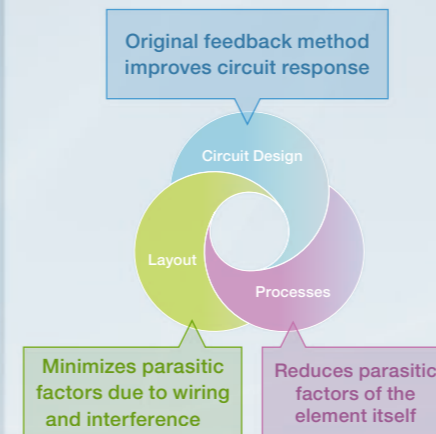 Original feedback method
improves circuit response
Circuit Design
Layout
Processes
Minimizes parasitic
factors due to wiring
and interference
Reduces parasitic
factors of the
element itself